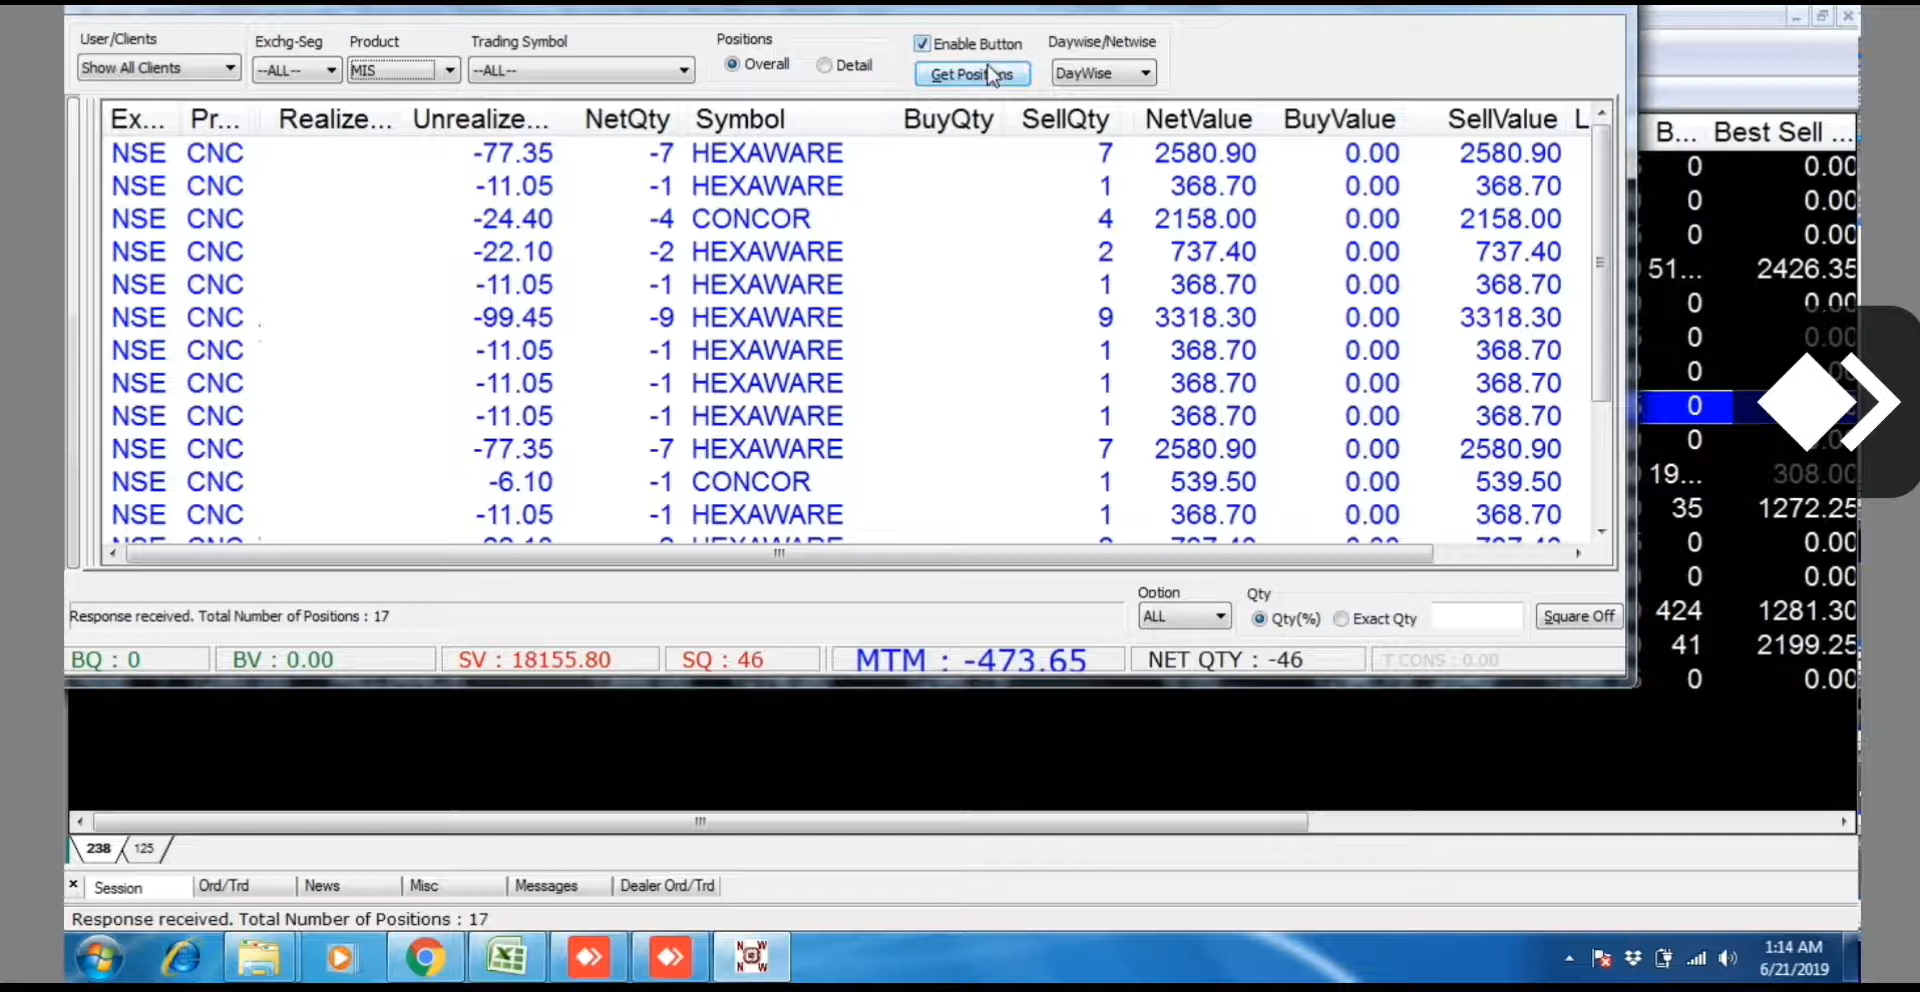 User/Clients Exchg-Seg Product Trading Symbol Positions Enable Button Daywise/Netwise
Show All Clients --ALL-- MIS --ALL-- Overall Detail Get Positions DayWise
Ex... Pr... Realize... Unrealize... NetQty Symbol BuyQty SellQty NetValue BuyValue SellValue L
NSE CNC -77.35 -7 HEXAWARE 7 2580.90 0.00 2580.90
NSE CNC -11.05 -1 HEXAWARE 1 368.70 0.00 368.70
NSE CNC -24.40 -4 CONCOR 4 2158.00 0.00 2158.00
NSE CNC -22.10 -2 HEXAWARE 2 737.40 0.00 737.40
NSE CNC -11.05 -1 HEXAWARE 1 368.70 0.00 368.70
NSE CNC -99.45 -9 HEXAWARE 9 3318.30 0.00 3318.30
NSE CNC -11.05 -1 HEXAWARE 1 368.70 0.00 368.70
NSE CNC -11.05 -1 HEXAWARE 1 368.70 0.00 368.70
NSE CNC -11.05 -1 HEXAWARE 1 368.70 0.00 368.70
NSE CNC -77.35 -7 HEXAWARE 7 2580.90 0.00 2580.90
NSE CNC -6.10 -1 CONCOR 1 539.50 0.00 539.50
NSE CNC -11.05 -1 HEXAWARE 1 368.70 0.00 368.70
B... Best Sell ...
0 0.00
0 0.00
0 0.00
51... 2426.35
0 0.00
0 0.00
0
0
0
19... 308.00
35 1272.25
0 0.00
0 0.00
424 1281.30
41 2199.25
0 0.00
Option Qty
Response received. Total Number of Positions : 17 ALL Qty(%) Exact Qty Square Off
BQ : 0 BV : 0.00 SV : 18155.80 SQ : 46 MTM : -473.65 NET QTY : -46 T CONS : 0.00
238 125
Session Ord/Trd News Misc Messages Dealer Ord/Trd
Response received. Total Number of Positions : 17
N W
N W
1:14 AM
6/21/2019